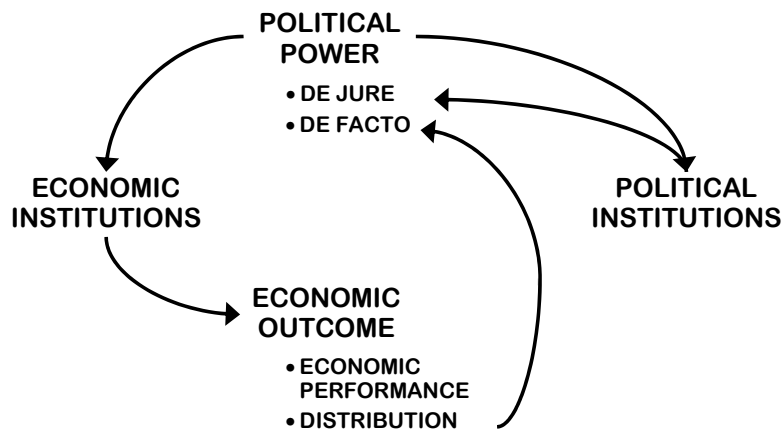 POLITICAL
POWER
• DE JURE
• DE FACTO
ECONOMIC
INSTITUTIONS
POLITICAL
INSTITUTIONS
ECONOMIC
OUTCOME
• ECONOMIC
PERFORMANCE
• DISTRIBUTION